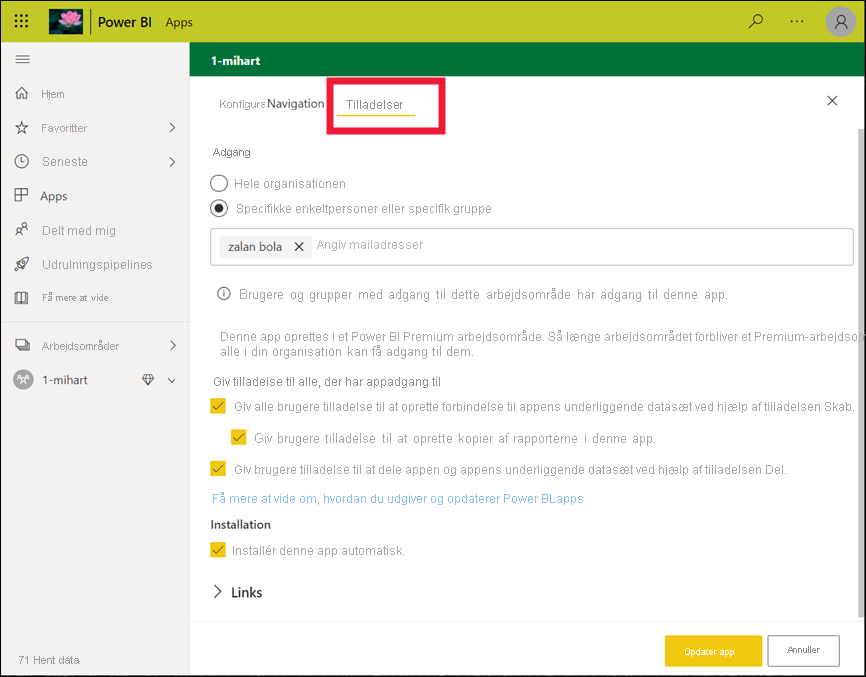 Power BI Apps
1-mihart
Hjem
Favoritter
Seneste
Apps
Delt med mig
Udrulningspipelines
Få mere at vide
Arbejdsområder
1-mihart
71 Hent data
Konfigure Navigation Tilladelser
Adgang
Hele organisationen
Specifikke enkeltpersoner eller specifik gruppe
zalan bola Angiv mailadresser
Brugere og grupper med adgang til dette arbejdsområde har adgang til denne app.
Denne app oprettes i et Power BI Premium arbejdsområde. Så længe arbejdsområdet forbliver et Premium-arbejdsom
alle i din organisation kan få adgang til dem.
Giv tilladelse til alle, der har appadgang til
Giv alle brugere tilladelse til at oprette forbindelse til appens underliggende datasæt ved hjælp af tilladelsen Skab.
Giv brugere tilladelse til at oprette kopier af rapporterne i denne app.
Giv brugere tilladelse til at dele appen og appens underliggende datasæt ved hjælp af tilladelsen Del.
Få mere at vide om, hvordan du udgiver og opdaterer Power BLapps
Installation
Installér denne app automatisk.
Links
Opdater app
Annuller